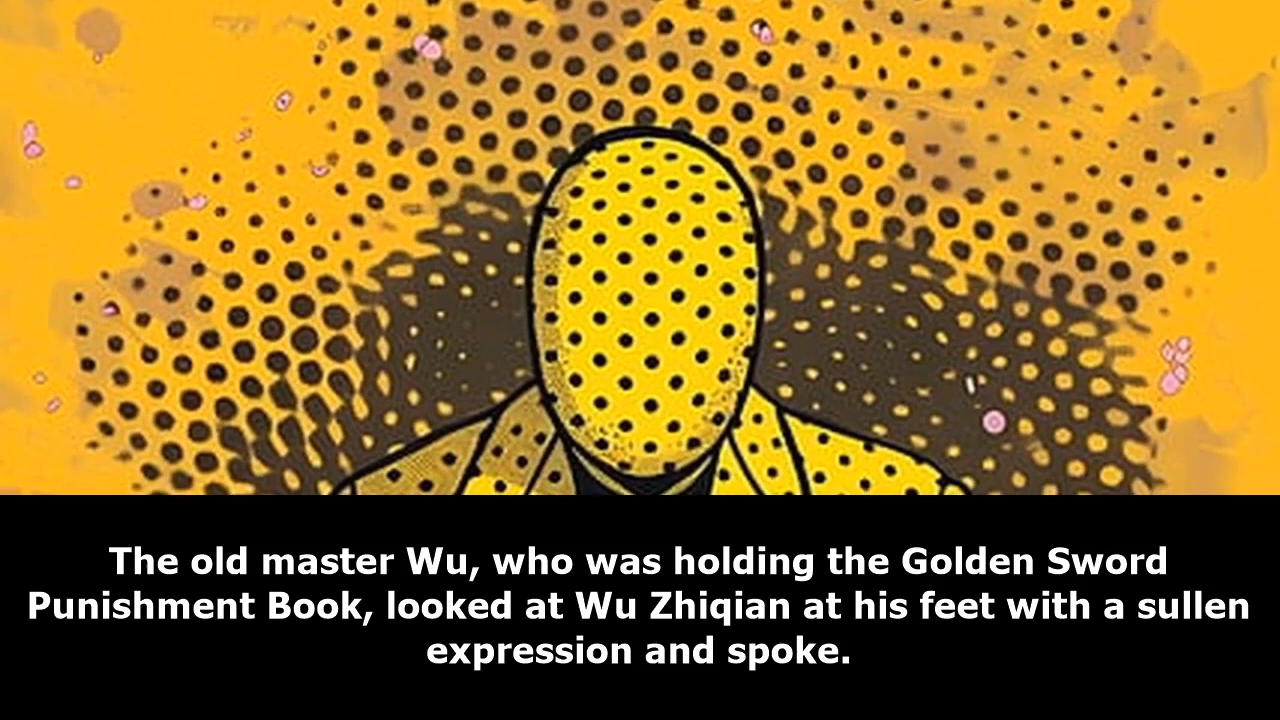 The old master Wu, who was holding the Golden Sword
Punishment Book, looked at Wu Zhiqian at his feet with a sullen
expression and spoke.